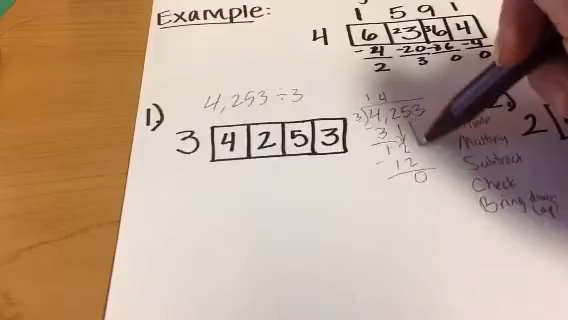 Example:
1 5 9 1
4 6 23 36 4
-4 -20 -36 -4
2 3 0 0
1) 4,253 ÷ 3
3 4 2 5 3
1 4
3 4,253
-3
12
-12
0
Multiply
Subtract
Check
Bring down
2